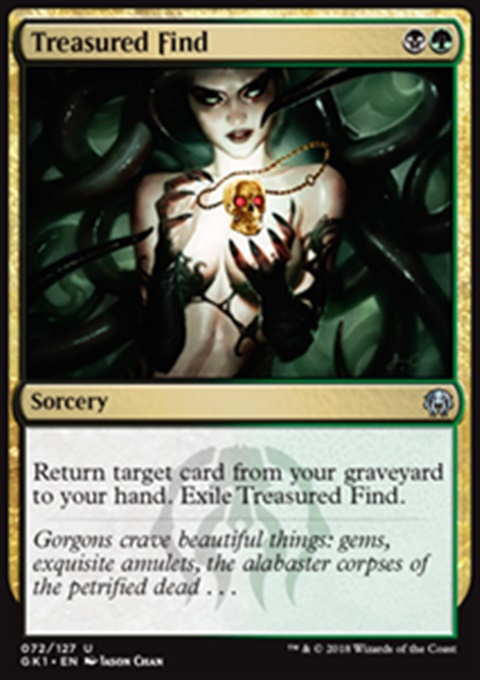 Treasured Find
Sorcery
Return target card from your graveyard
to your hand. Exile Treasured Find.
Gorgons crave beautiful things: gems,
exquisite amulets, the alabaster corpses of
the petrified dead . . .
072/127 U
GK1 • EN Jason Chan
™ & © 2018 Wizards of the Coast